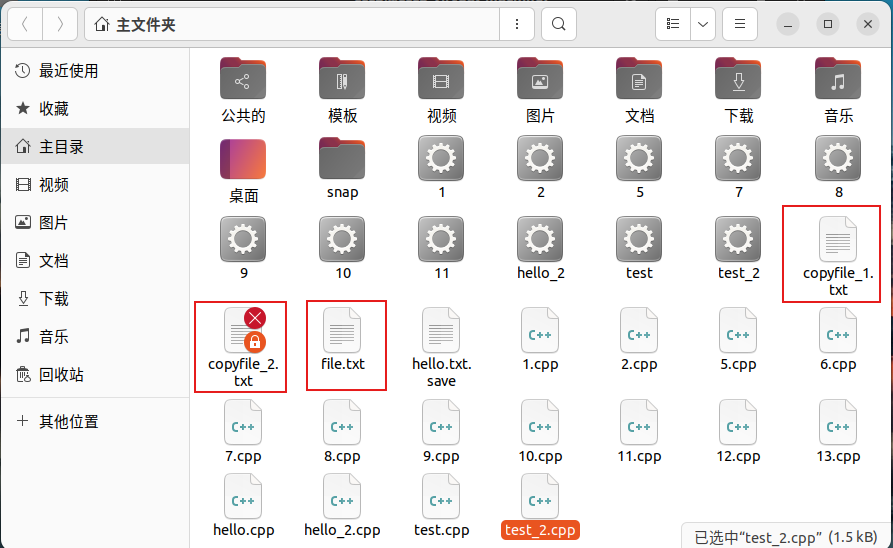 主文件夹
最近使用
收藏
主目录
视频
图片
文档
下载
音乐
回收站
其他位置
公共的 模板 视频 图片 文档 下载 音乐
桌面 snap 1 2 5 7 8
9 10 11 hello_2 test test_2 copyfile_1.
txt
copyfile_2. file.txt hello.txt. 1.cpp 2.cpp 5.cpp 6.cpp
txt save
7.cpp 8.cpp 9.cpp 10.cpp 11.cpp 12.cpp 13.cpp
hello.cpp hello_2.cpp test.cpp test_2.cpp
已选中“test_2.cpp” (1.5 kB)